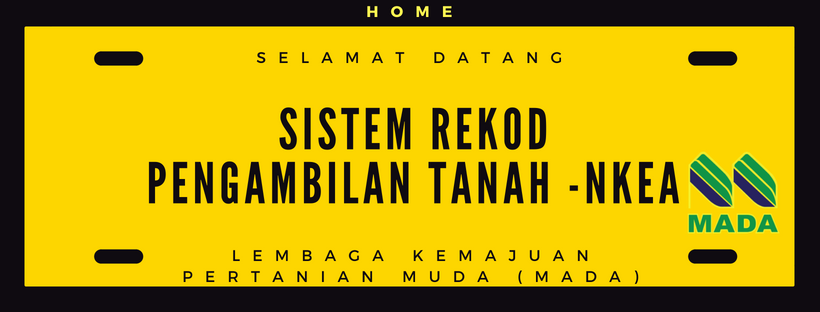 HOME
SELAMAT DATANG
SISTEM REKOD
PENGAMBILAN TANAH -NKEA
MADA
LEMBAGA KEMAJUAN
PERTANIAN MUDA (MADA)